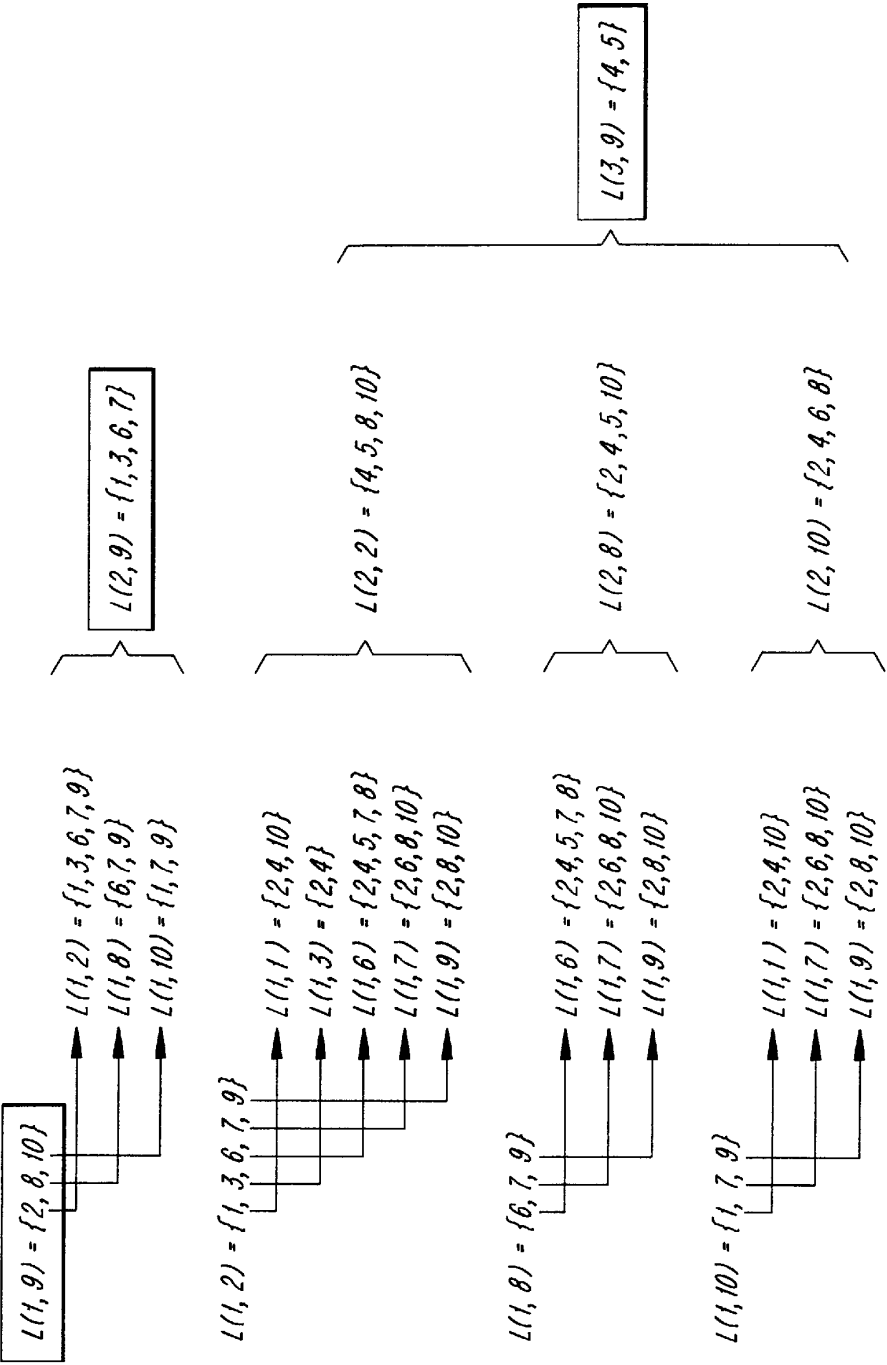 L(1,9) = {2,8,10}
L(1,2) = {1,3,6,7,9}
L(1,8) = {6,7,9}
L(1,10) = {1,7,9}
L(2,9) = {1,3,6,7}
L(1,2) = {1,3,6,7,9}
L(1,1) = {2,4,10}
L(1,3) = {2,4}
L(1,6) = {2,4,5,7,8}
L(1,7) = {2,6,8,10}
L(1,9) = {2,8,10}
L(2,2) = {4,5,8,10}
L(1,8) = {6,7,9}
L(1,6) = {2,4,5,7,8}
L(1,7) = {2,6,8,10}
L(1,9) = {2,8,10}
L(2,8) = {2,4,5,10}
L(1,10) = {1,7,9}
L(1,1) = {2,4,10}
L(1,7) = {2,6,8,10}
L(1,9) = {2,8,10}
L(2,10) = {2,4,6,8}
L(3,9) = {4,5}